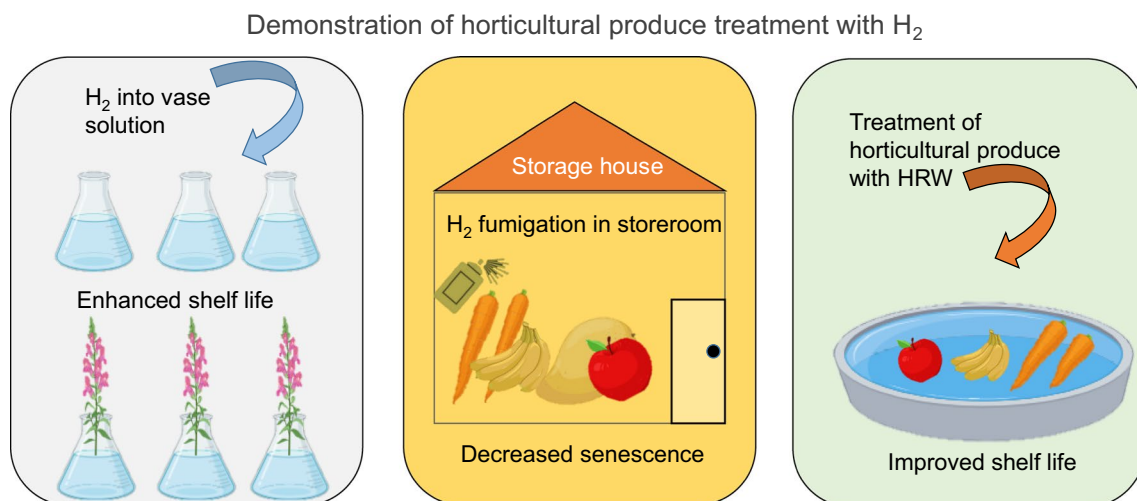 Demonstration of horticultural produce treatment with H₂
H₂ into vase
solution
Enhanced shelf life
Storage house
H₂ fumigation in storeroom
Decreased senescence
Treatment of
horticultural produce
with HRW
Improved shelf life